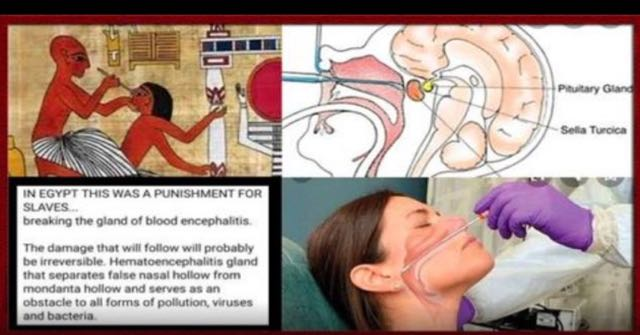 Pituitary Gland
Sella Turcica
IN EGYPT THIS WAS A PUNISHMENT FOR
SLAVES...
breaking the gland of blood encephalitis.
The damage that will follow will probably
be irreversible. Hematoencephalitis gland
that separates false nasal hollow from
mondanta hollow and serves as an
obstacle to all forms of pollution, viruses
and bacteria.